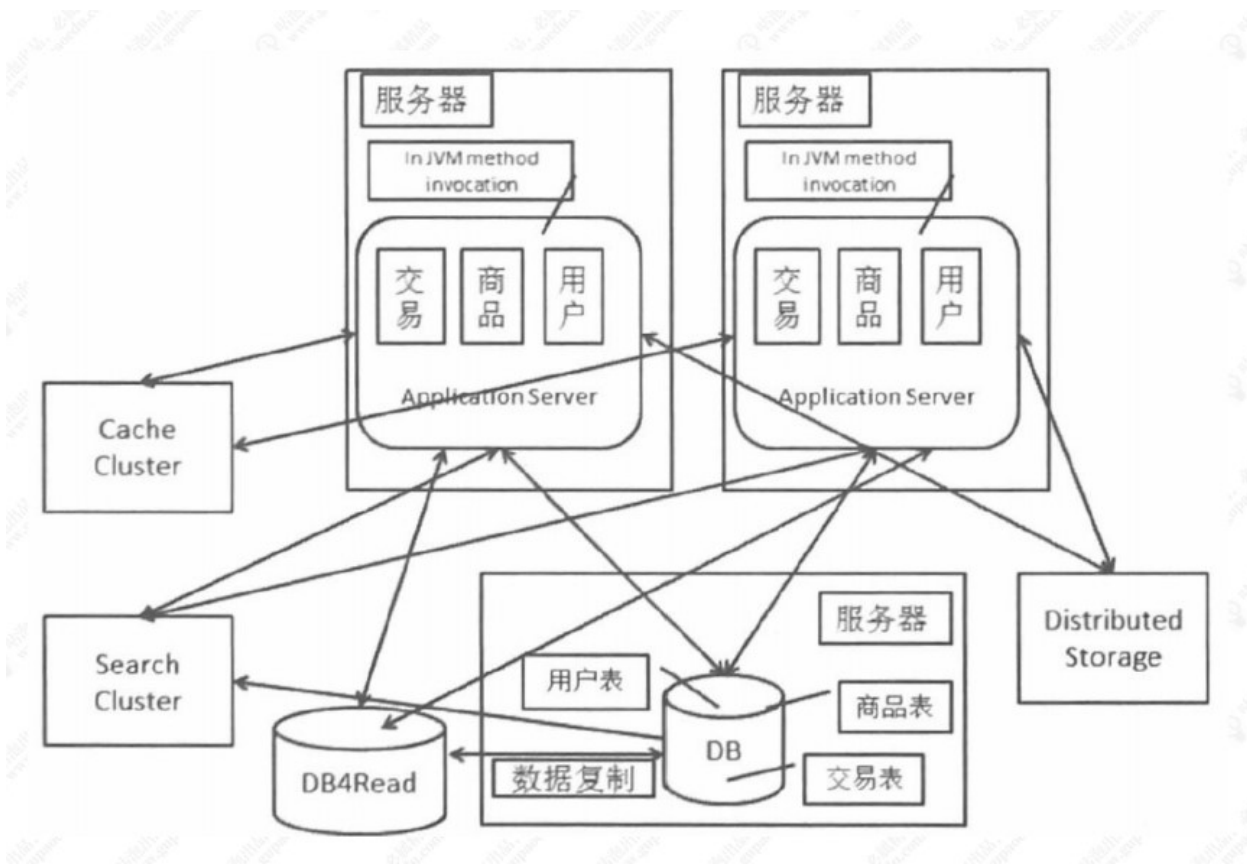 服务器
In JVM method
invocation
交
易
商
品
用
户
Application Server
服务器
In JVM method
invocation
交
易
商
品
用
户
Application Server
Cache
Cluster
Search
Cluster
DB4Read
服务器
用户表
商品表
DB
数据复制
交易表
Distributed
Storage